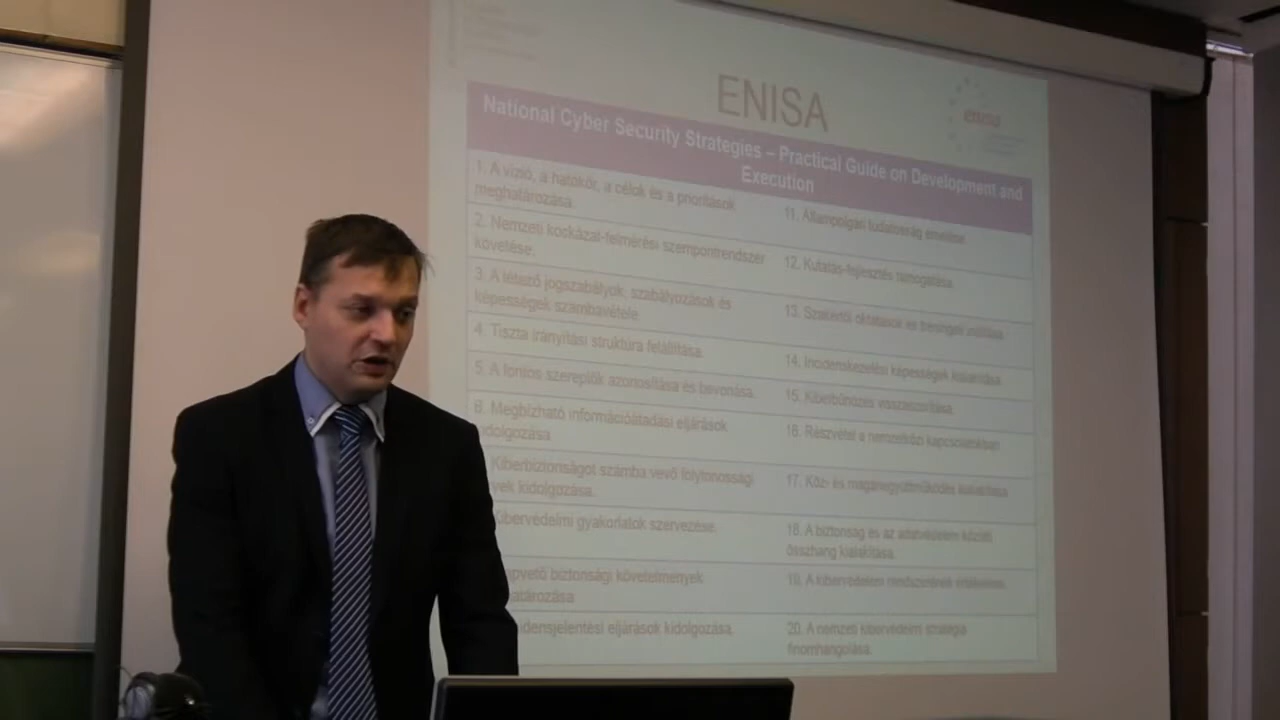 ENISA
enisa
National Cyber Security Strategies – Practical Guide on Development and
Execution
1. A vízió, a hatókör, a célok és a prioritások
meghatározása.
2. Nemzeti kockázat-felmérési szempontrendszer
követése.
3. A létező jogszabályok, szabályozások és
képességek számbavétele.
4. Tiszta irányítási struktúra felállítása.
5. A fontos szereplők azonosítása és bevonása.
6. Megbízható információátadási eljárások
kidolgozása.
Kiberbiztonságot számba vevő folytonossági
kidolgozása.
Kibervédelmi gyakorlatok szervezése.
biztonsági követelmények
kidolgozása.
11. Állampolgári tudatosság emelése.
12. Kutatás-fejlesztés támogatása.
13. Szakértői oktatások és tréningek indítása.
14. Incidenskezelési képességek kialakítása.
15. Kiberbűnözés visszaszorítása.
16. Részvétel a nemzetközi kapcsolatokban
17. Köz- és magánegyüttműködés kialakítása.
18. A biztonság és az adatvédelem közötti
összhang kialakítása.
19. A kibervédelmi rendszerének értékelése.
20. A nemzeti kibervédelmi stratégia
finomhangolása.